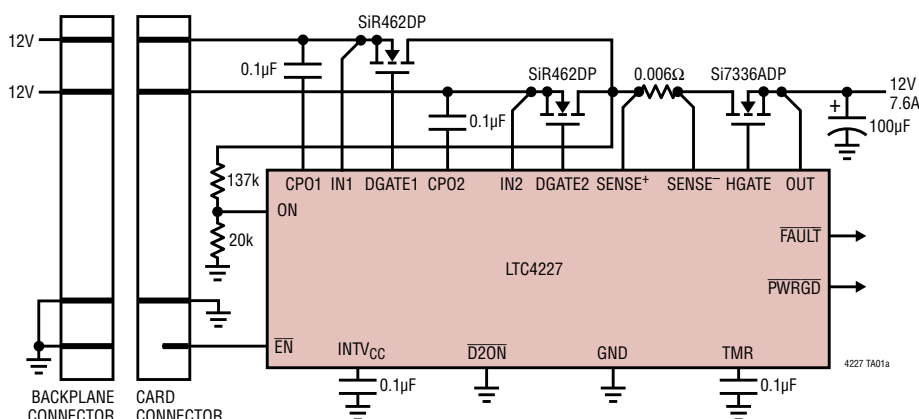 SiR462DP
12V
0.1μF
SiR462DP
0.006Ω
Si7336ADP
12V
12V
7.6A
0.1μF
+
100μF
137k
CPO1 IN1 DGATE1 CPO2 IN2 DGATE2 SENSE+ SENSE– HGATE OUT
ON
20k
FAULT
LTC4227
PWRGD
EN
INTVCC
D2ON
GND
TMR
4227 TA01a
0.1μF
0.1μF
BACKPLANE
CONNECTOR
CARD
CONNECTOR